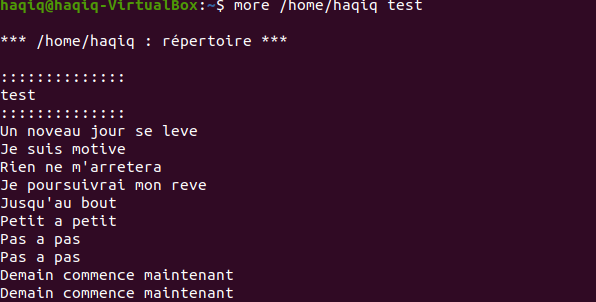 haqiq@haqiq-VirtualBox:~$ more /home/haqiq test
*** /home/haqiq : répertoire ***
::::::::::::::
test
::::::::::::::
Un noveau jour se leve
Je suis motive
Rien ne m'arretera
Je poursuivrai mon reve
Jusqu'au bout
Petit a petit
Pas a pas
Pas a pas
Demain commence maintenant
Demain commence maintenant